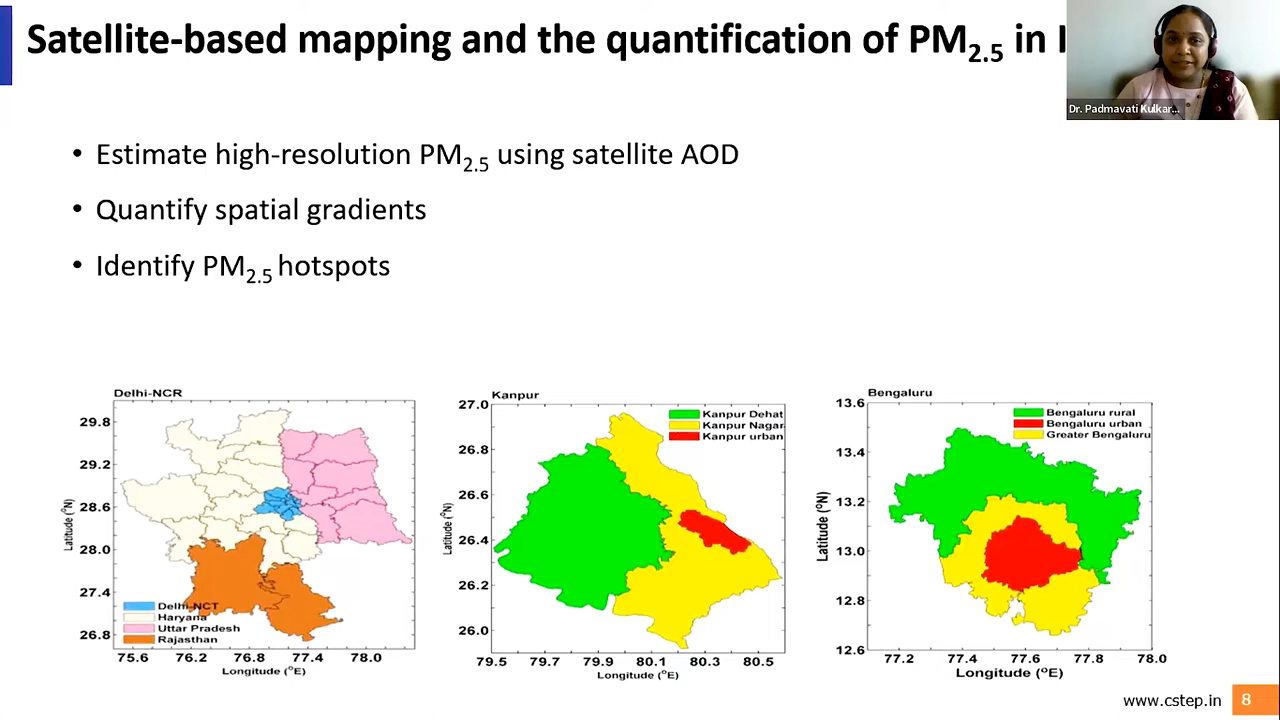 Satellite-based mapping and the quantification of PM2.5 in
Dr. Padmavati Kulkar...
• Estimate high-resolution PM2.5 using satellite AOD
• Quantify spatial gradients
• Identify PM2.5 hotspots
Delhi-NCR
29.8
29.2
28.6
28.0
27.4
26.8
Latitude (°N)
Delhi-NCT
Haryana
Uttar Pradesh
Rajasthan
75.6 76.2 76.8 77.4 78.0
Longitude (°E)
Kanpur
27.0
26.8
26.6
26.4
26.2
26.0
Latitude (°N)
Kanpur Dehat
Kanpur Nagar
Kanpur urban
79.5 79.7 79.9 80.1 80.3 80.5
Longitude (°E)
Bengaluru
13.6
13.4
13.2
13.0
12.8
12.6
Latitude (°N)
Bengaluru rural
Bengaluru urban
Greater Bengaluru
77.2 77.4 77.6 77.8 78.0
Longitude (°E)
www.cstep.in 8